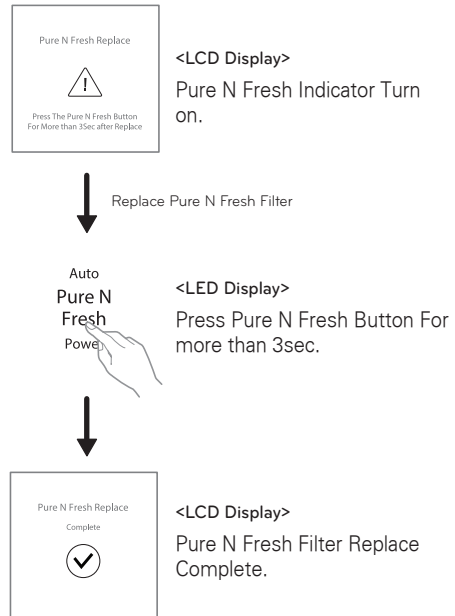 Pure N Fresh Replace
Press The Pure N Fresh Button
For More than 3Sec after Replace
<LCD Display>
Pure N Fresh Indicator Turn
on.
Replace Pure N Fresh Filter
Auto
Pure N
Fresh
Power
<LED Display>
Press Pure N Fresh Button For
more than 3sec.
Pure N Fresh Replace
Complete
<LCD Display>
Pure N Fresh Filter Replace
Complete.